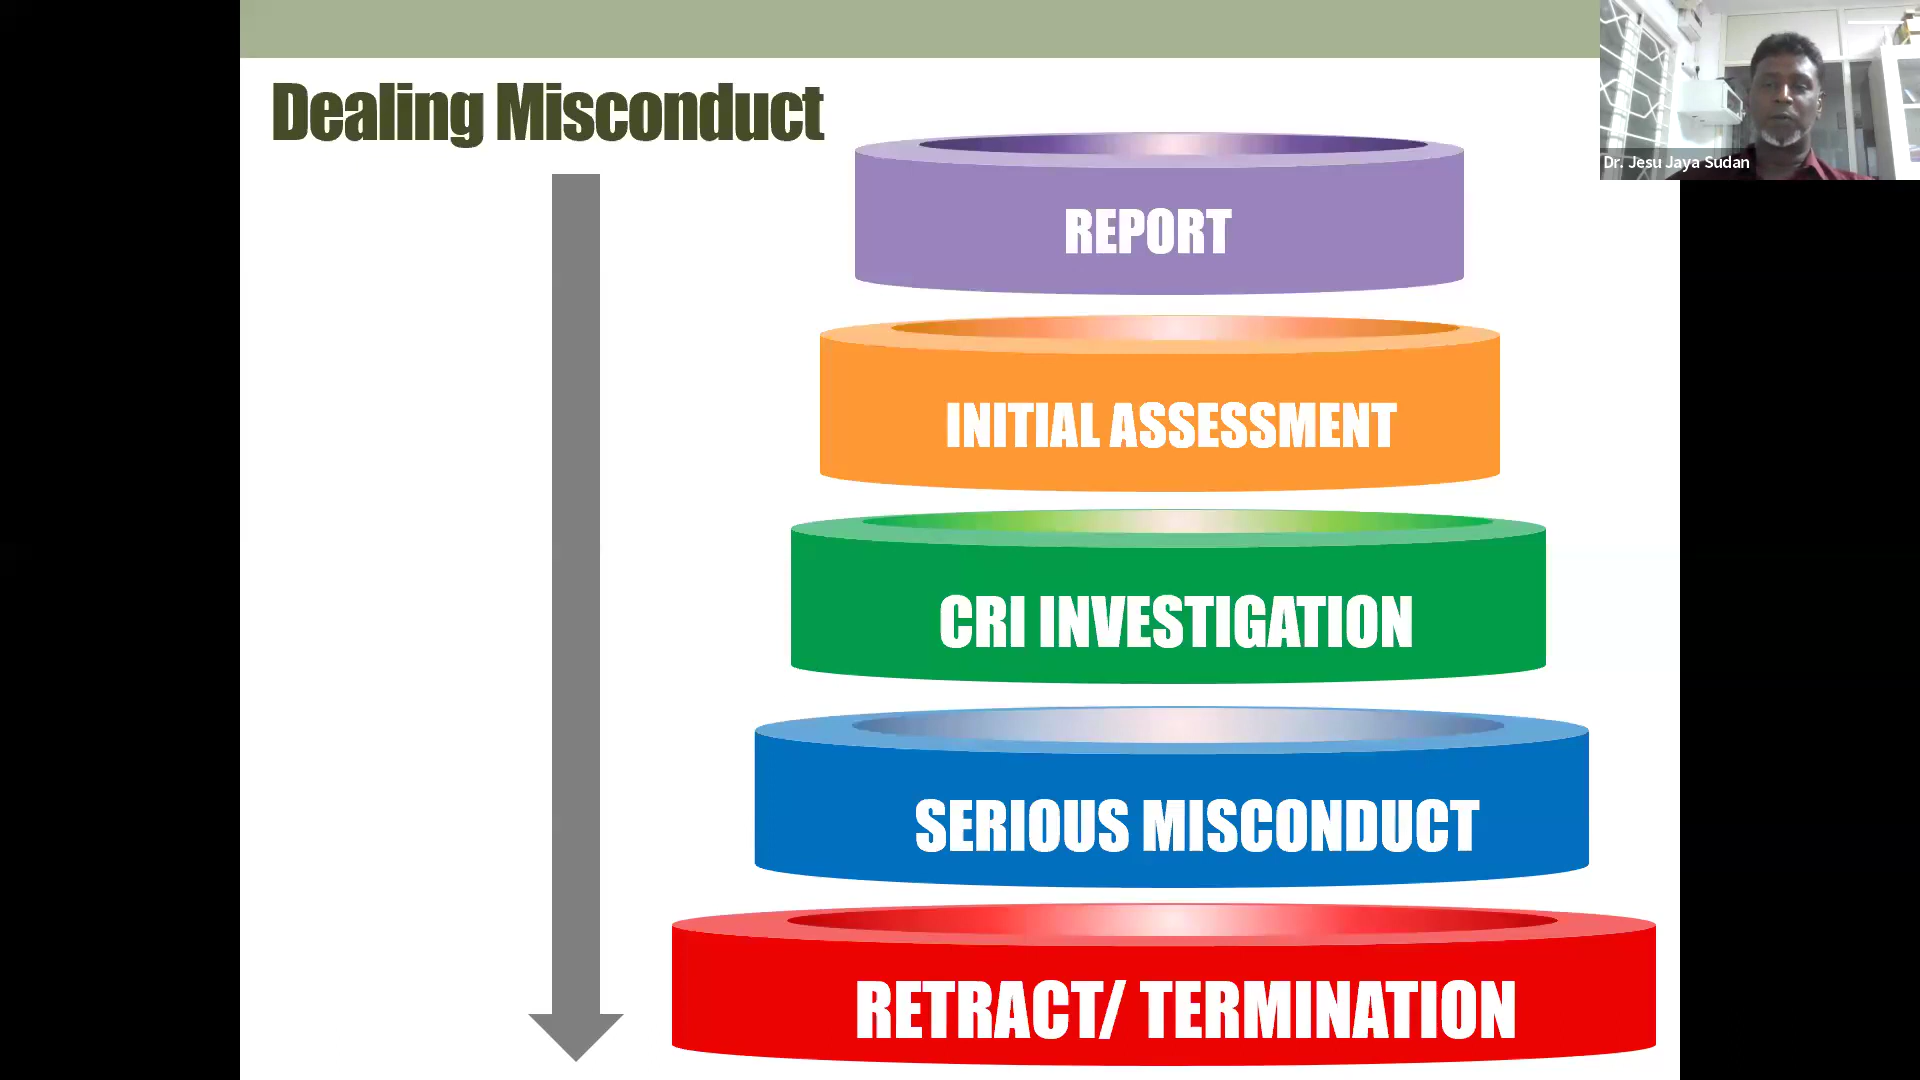 Dealing Misconduct
REPORT
INITIAL ASSESSMENT
CRI INVESTIGATION
SERIOUS MISCONDUCT
RETRACT/ TERMINATION
Dr. Jesu Jaya Sudan